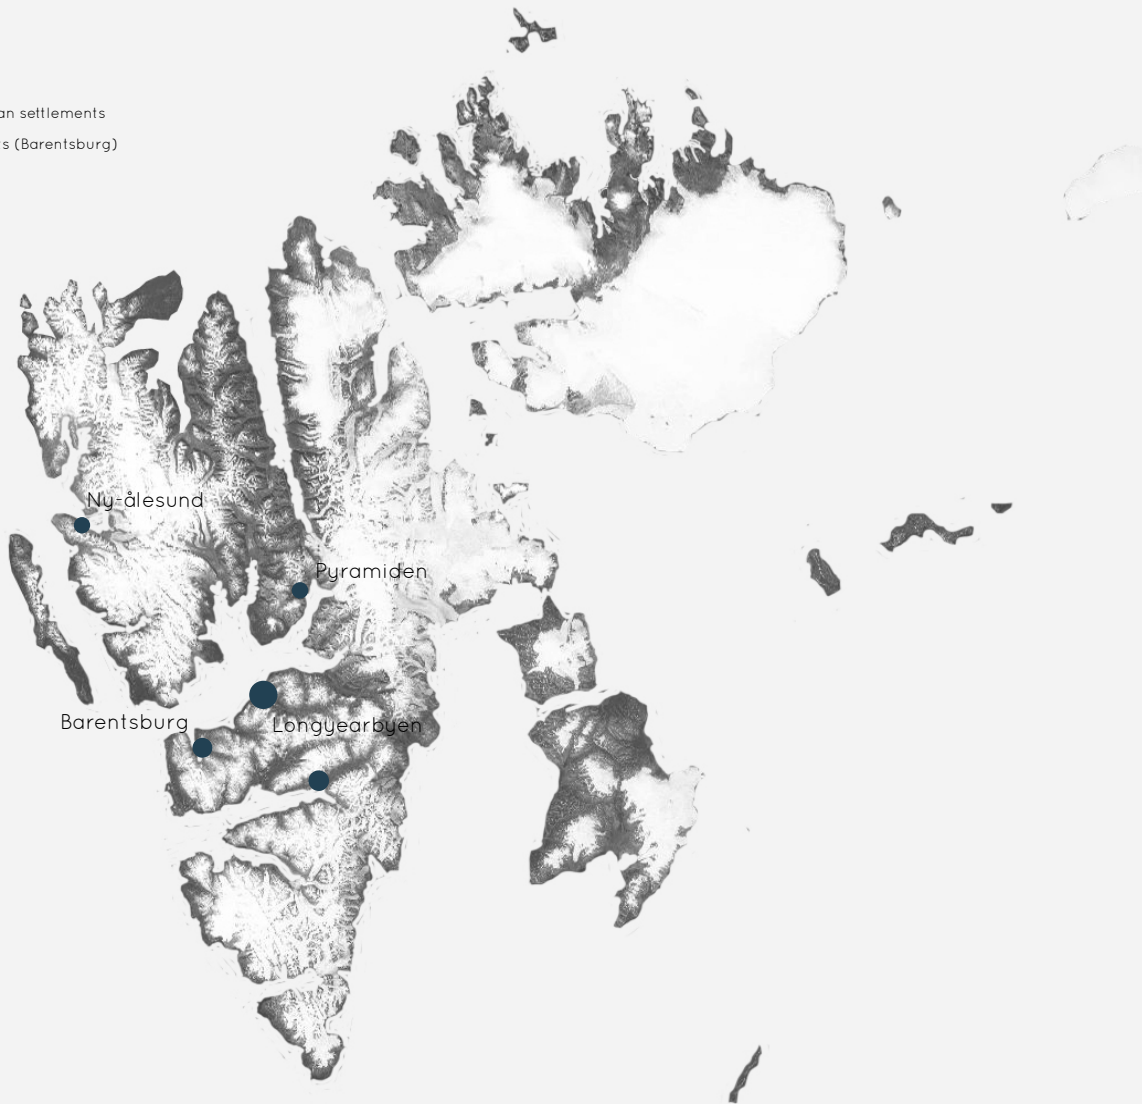 an settlements
s (Barentsburg)
Ny-ålesund
Pyramiden
Barentsburg
Longyearbyen